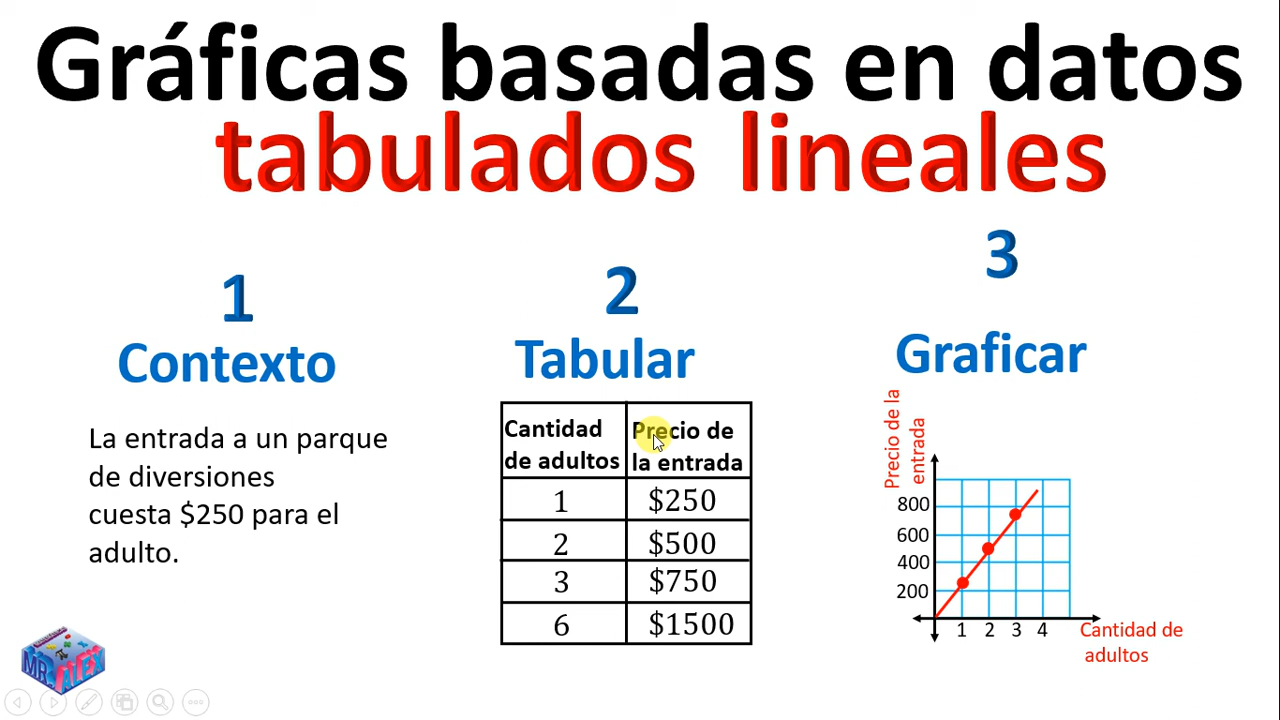 Gráficas basadas en datos
tabulados lineales
1
Contexto
La entrada a un parque
de diversiones
cuesta $250 para el
adulto.
2
Tabular
Cantidad de adultos
Precio de la entrada
1 $250
2 $500
3 $750
6 $1500
3
Graficar
Precio de la
entrada
800
600
400
200
1 2 3 4
Cantidad de
adultos
MR. ALEX